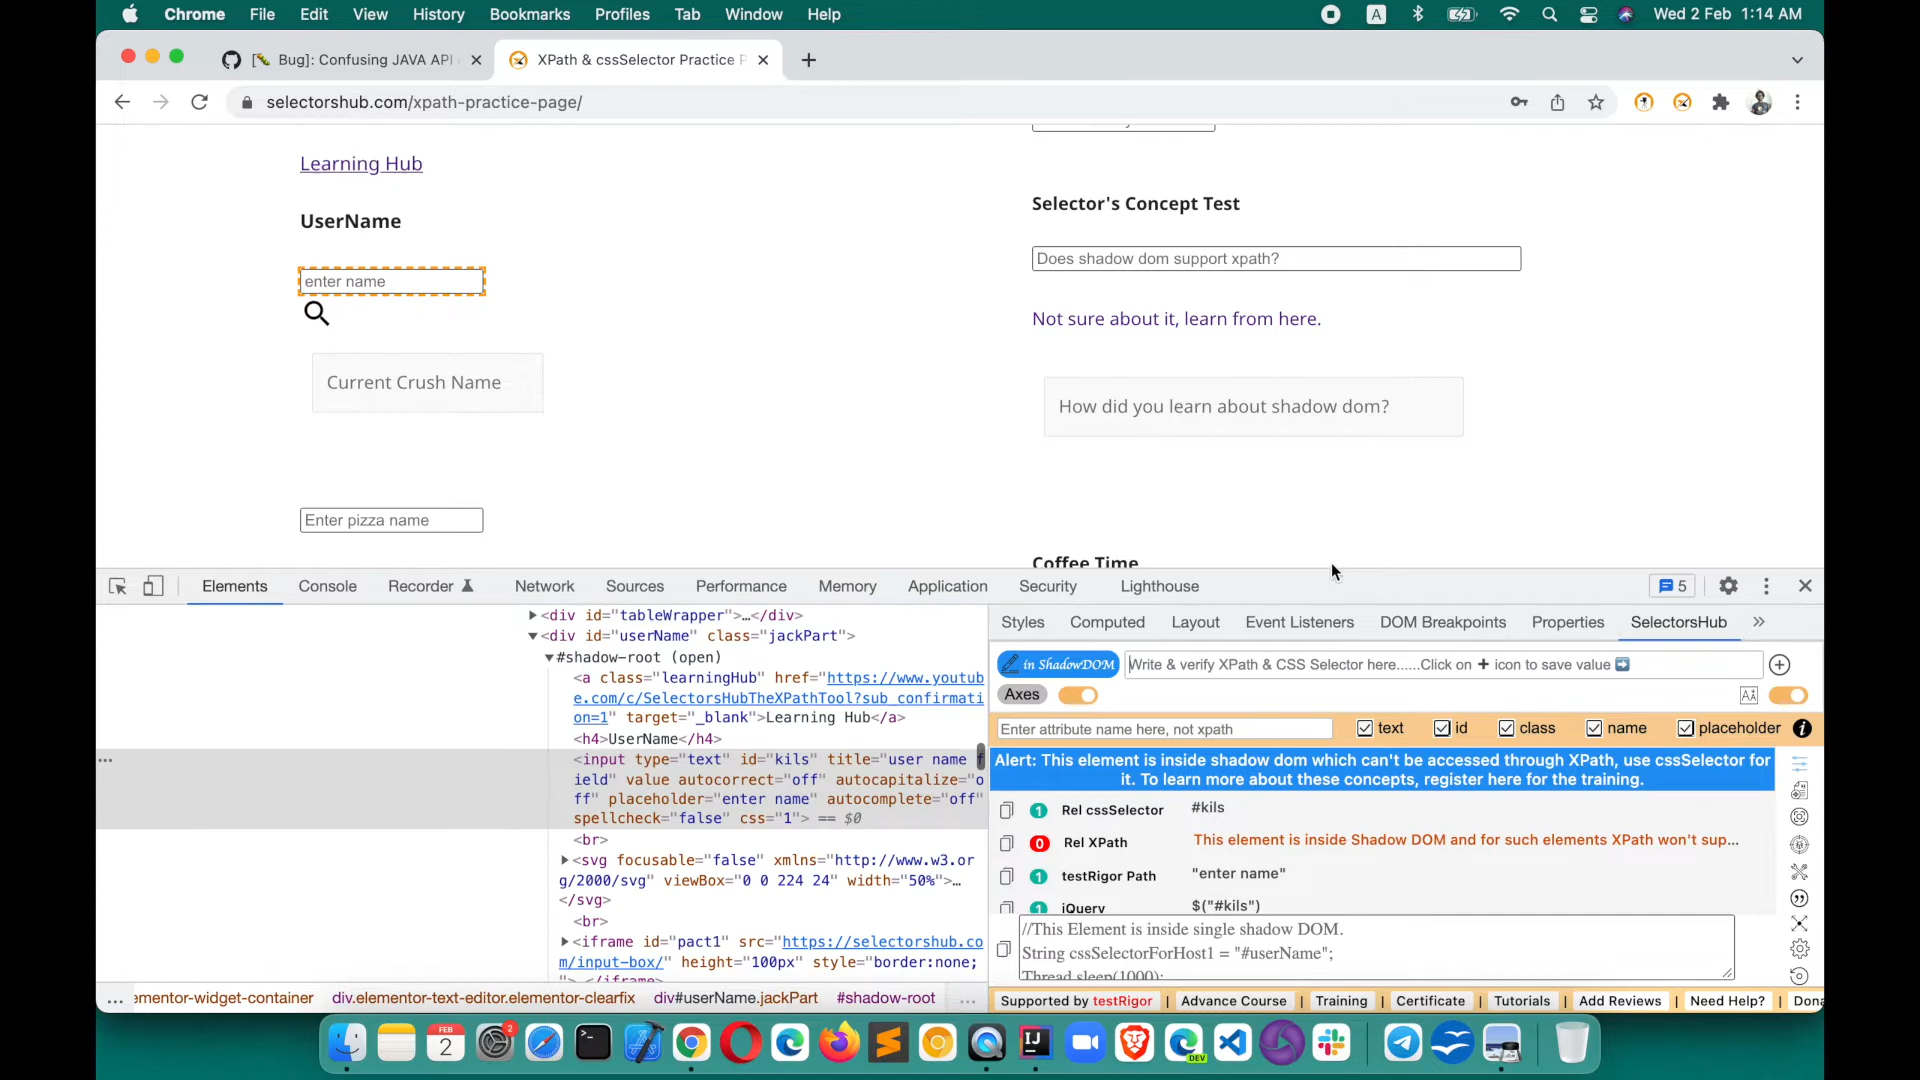 Chrome File Edit View History Bookmarks Profiles Tab Window Help
A
Wed 2 Feb 1:14 AM
[🐛 Bug]: Confusing JAVA API
XPath & cssSelector Practice P
selectorshub.com/xpath-practice-page/
Learning Hub
UserName
enter name
Current Crush Name
Enter pizza name
Selector's Concept Test
Does shadow dom support xpath?
Not sure about it, learn from here.
How did you learn about shadow dom?
Coffee Time
Elements Console Recorder Network Sources Performance Memory Application Security Lighthouse
5
▶<div id="tableWrapper">…</div>
▼<div id="userName" class="jackPart">
▼#shadow-root (open)
<a class="learningHub" href="https://www.youtub
e.com/c/SelectorsHubTheXPathTool?sub_confirmati
on=1" target="_blank">Learning Hub</a>
<h4>UserName</h4>
<input type="text" id="kils" title="user name f
ield" value autocorrect="off" autocapitalize="o
ff" placeholder="enter name" autocomplete="off"
spellcheck="false" css="1"> == $0
<br>
▶<svg focusable="false" xmlns="http://www.w3.or
g/2000/svg" viewBox="0 0 224 24" width="50%">…
</svg>
<br>
▶<iframe id="pact1" src="https://selectorshub.co
m/input-box/" height="100px" style="border:none;
">…</iframe>
… ementor-widget-container div.elementor-text-editor.elementor-clearfix div#userName.jackPart #shadow-root …
Styles Computed Layout Event Listeners DOM Breakpoints Properties SelectorsHub »
in ShadowDOM
Write & verify XPath & CSS Selector here......Click on + icon to save value ➡
Axes
Enter attribute name here, not xpath
text id class name placeholder
Alert: This element is inside shadow dom which can't be accessed through XPath, use cssSelector for
it. To learn more about these concepts, register here for the training.
1 Rel cssSelector #kils
0 Rel XPath This element is inside Shadow DOM and for such elements XPath won't sup...
1 testRigor Path "enter name"
1 jQuery $("#kils")
//This Element is inside single shadow DOM.
String cssSelectorForHost1 = "#userName";
Thread.sleep(1000);
Supported by testRigor | Advance Course | Training | Certificate | Tutorials | Add Reviews | Need Help? | Dona
FEB
2
2
IJ
DEV